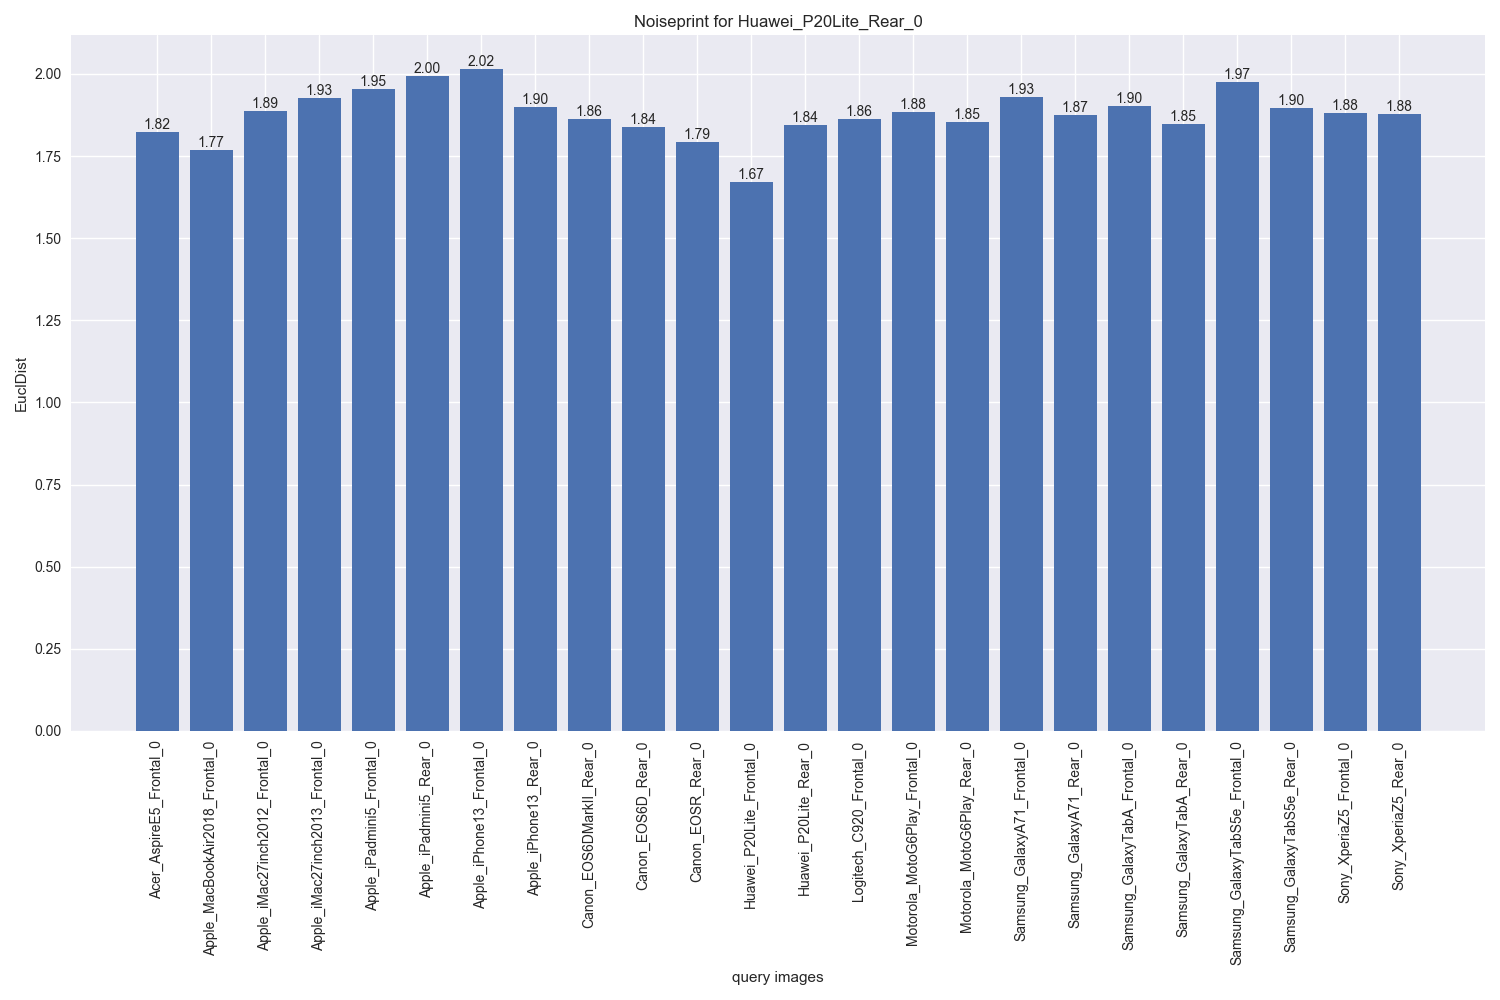 Noiseprint for Huawei_P20Lite_Rear_0
EuclDist
2.00
1.75
1.50
1.25
1.00
0.75
0.50
0.25
0.00
1.82
1.77
1.89
1.93
1.95
2.00
2.02
1.90
1.86
1.84
1.79
1.67
1.84
1.86
1.88
1.85
1.93
1.87
1.90
1.85
1.97
1.90
1.88
1.88
Acer_AspireE5_Frontal_0
Apple_MacBookAir2018_Frontal_0
Apple_iMac27inch2012_Frontal_0
Apple_iMac27inch2013_Frontal_0
Apple_iPadmini5_Frontal_0
Apple_iPadmini5_Rear_0
Apple_iPhone13_Frontal_0
Apple_iPhone13_Rear_0
Canon_EOS6DMarkII_Rear_0
Canon_EOS6D_Rear_0
Canon_EOSR_Rear_0
Huawei_P20Lite_Frontal_0
Huawei_P20Lite_Rear_0
Logitech_C920_Frontal_0
Motorola_MotoG6Play_Frontal_0
Motorola_MotoG6Play_Rear_0
Samsung_GalaxyA71_Frontal_0
Samsung_GalaxyA71_Rear_0
Samsung_GalaxyTabA_Frontal_0
Samsung_GalaxyTabA_Rear_0
Samsung_GalaxyTabS5e_Frontal_0
Samsung_GalaxyTabS5e_Rear_0
Sony_XperiaZ5_Frontal_0
Sony_XperiaZ5_Rear_0
query images